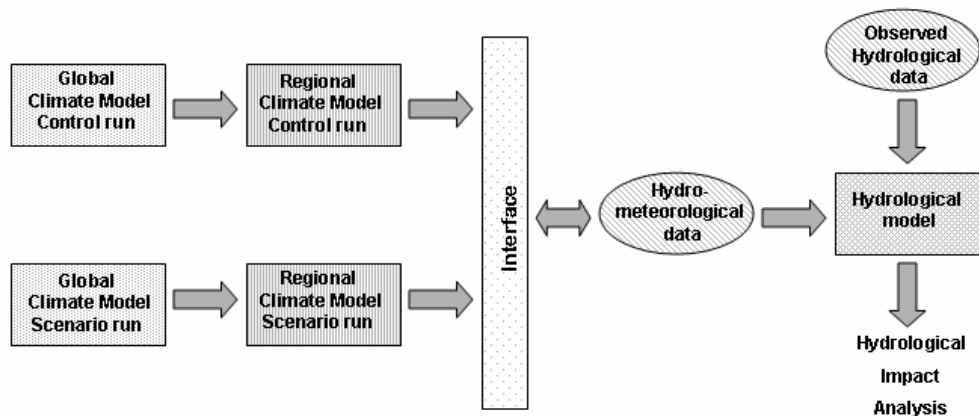 Global
Climate Model
Control run
Regional
Climate Model
Control run
Global
Climate Model
Scenario run
Regional
Climate Model
Scenario run
Interface
Hydro-
meteorological
data
Observed
Hydrological
data
Hydrological
model
Hydrological
Impact
Analysis